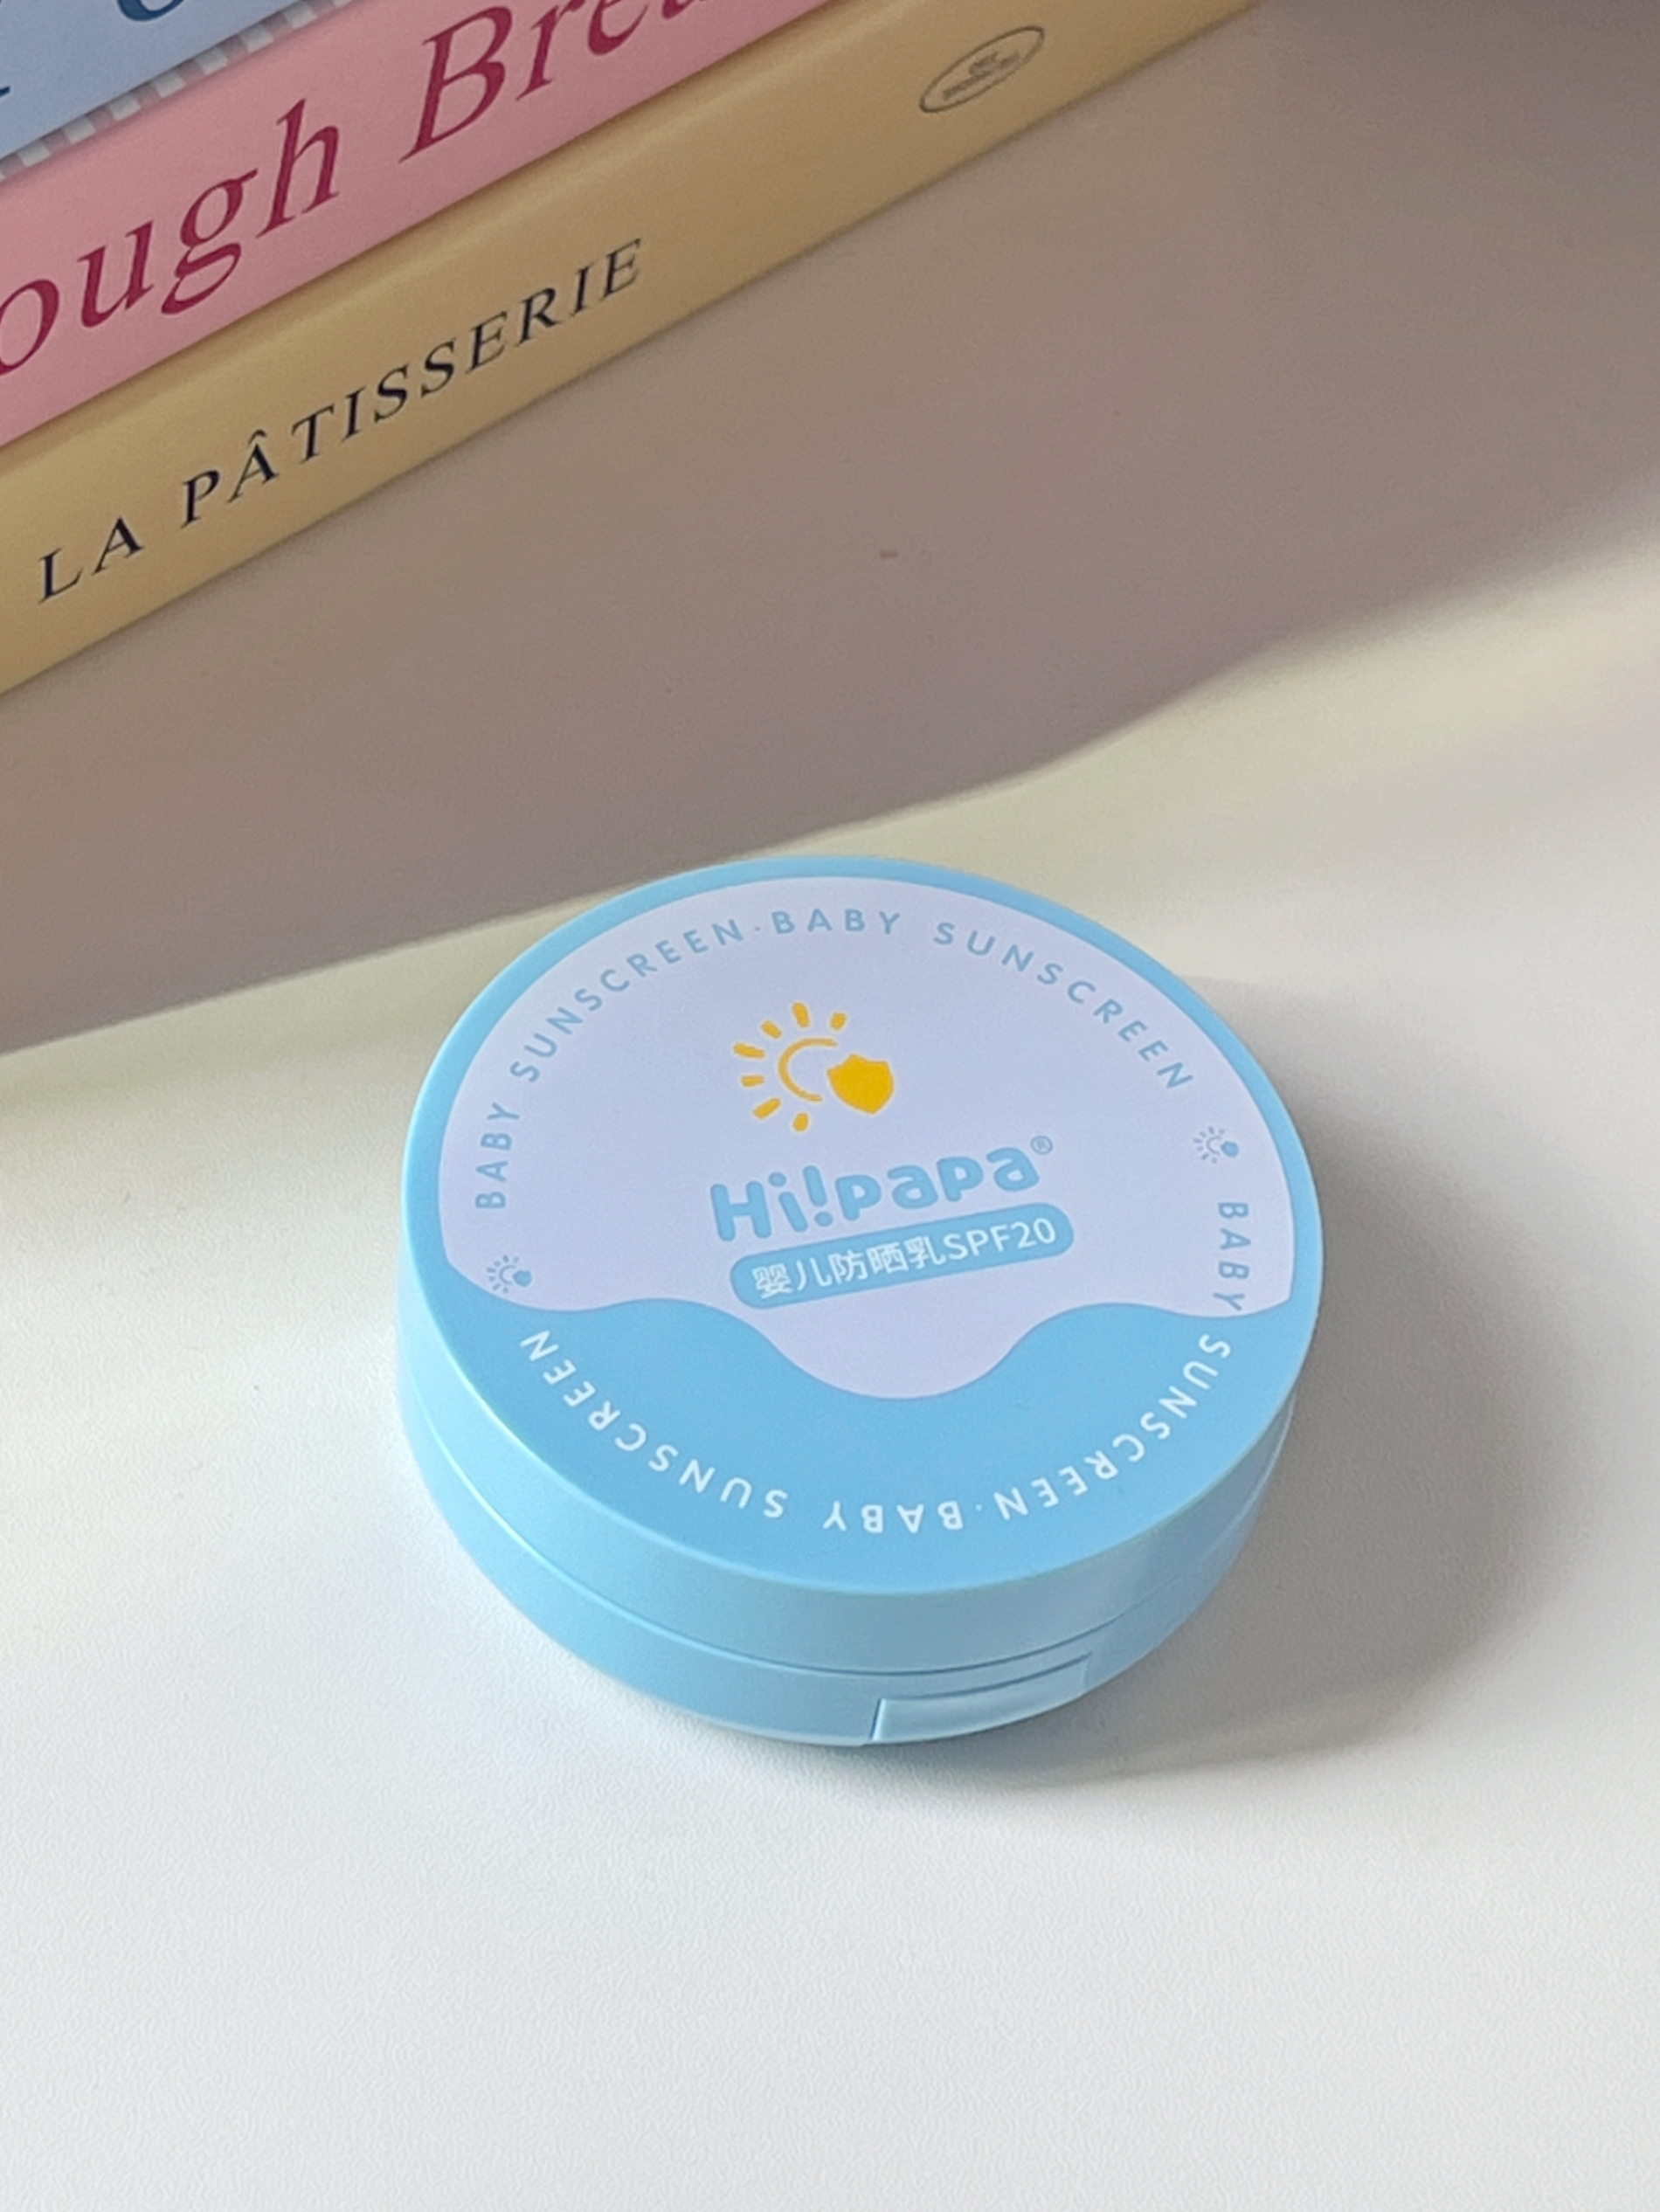 ough Brea
LA PÂTISSERIE
BABY SUNSCREEN·BABY SUNSCREEN
Hi!papa®
婴儿防晒乳SPF20
BABY SUNSCREEN·BABY SUNSCREEN